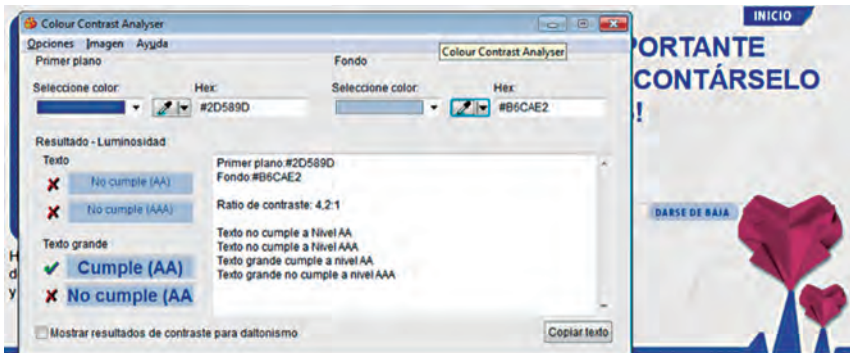 Colour Contrast Analyser
Opciones Imagen Ayuda
Colour Contrast Analyser
Primer plano
Fondo
Seleccione color:
Hex:
Seleccione color:
Hex:
#2D589D
#B6CAE2
Resultado - Luminosidad
Texto
No cumple (AA)
No cumple (AAA)
Texto grande
Cumple (AA)
No cumple (AA
Primer plano:#2D589D
Fondo:#B6CAE2
Ratio de contraste: 4,2:1
Texto no cumple a Nivel AA
Texto no cumple a Nivel AAA
Texto grande cumple a nivel AA
Texto grande no cumple a nivel AAA
Mostrar resultados de contraste para daltonismo
Copiar texto
INICIO
PORTANTE
CONTÁRSELO
!
DARSE DE BAJA
H
d
y